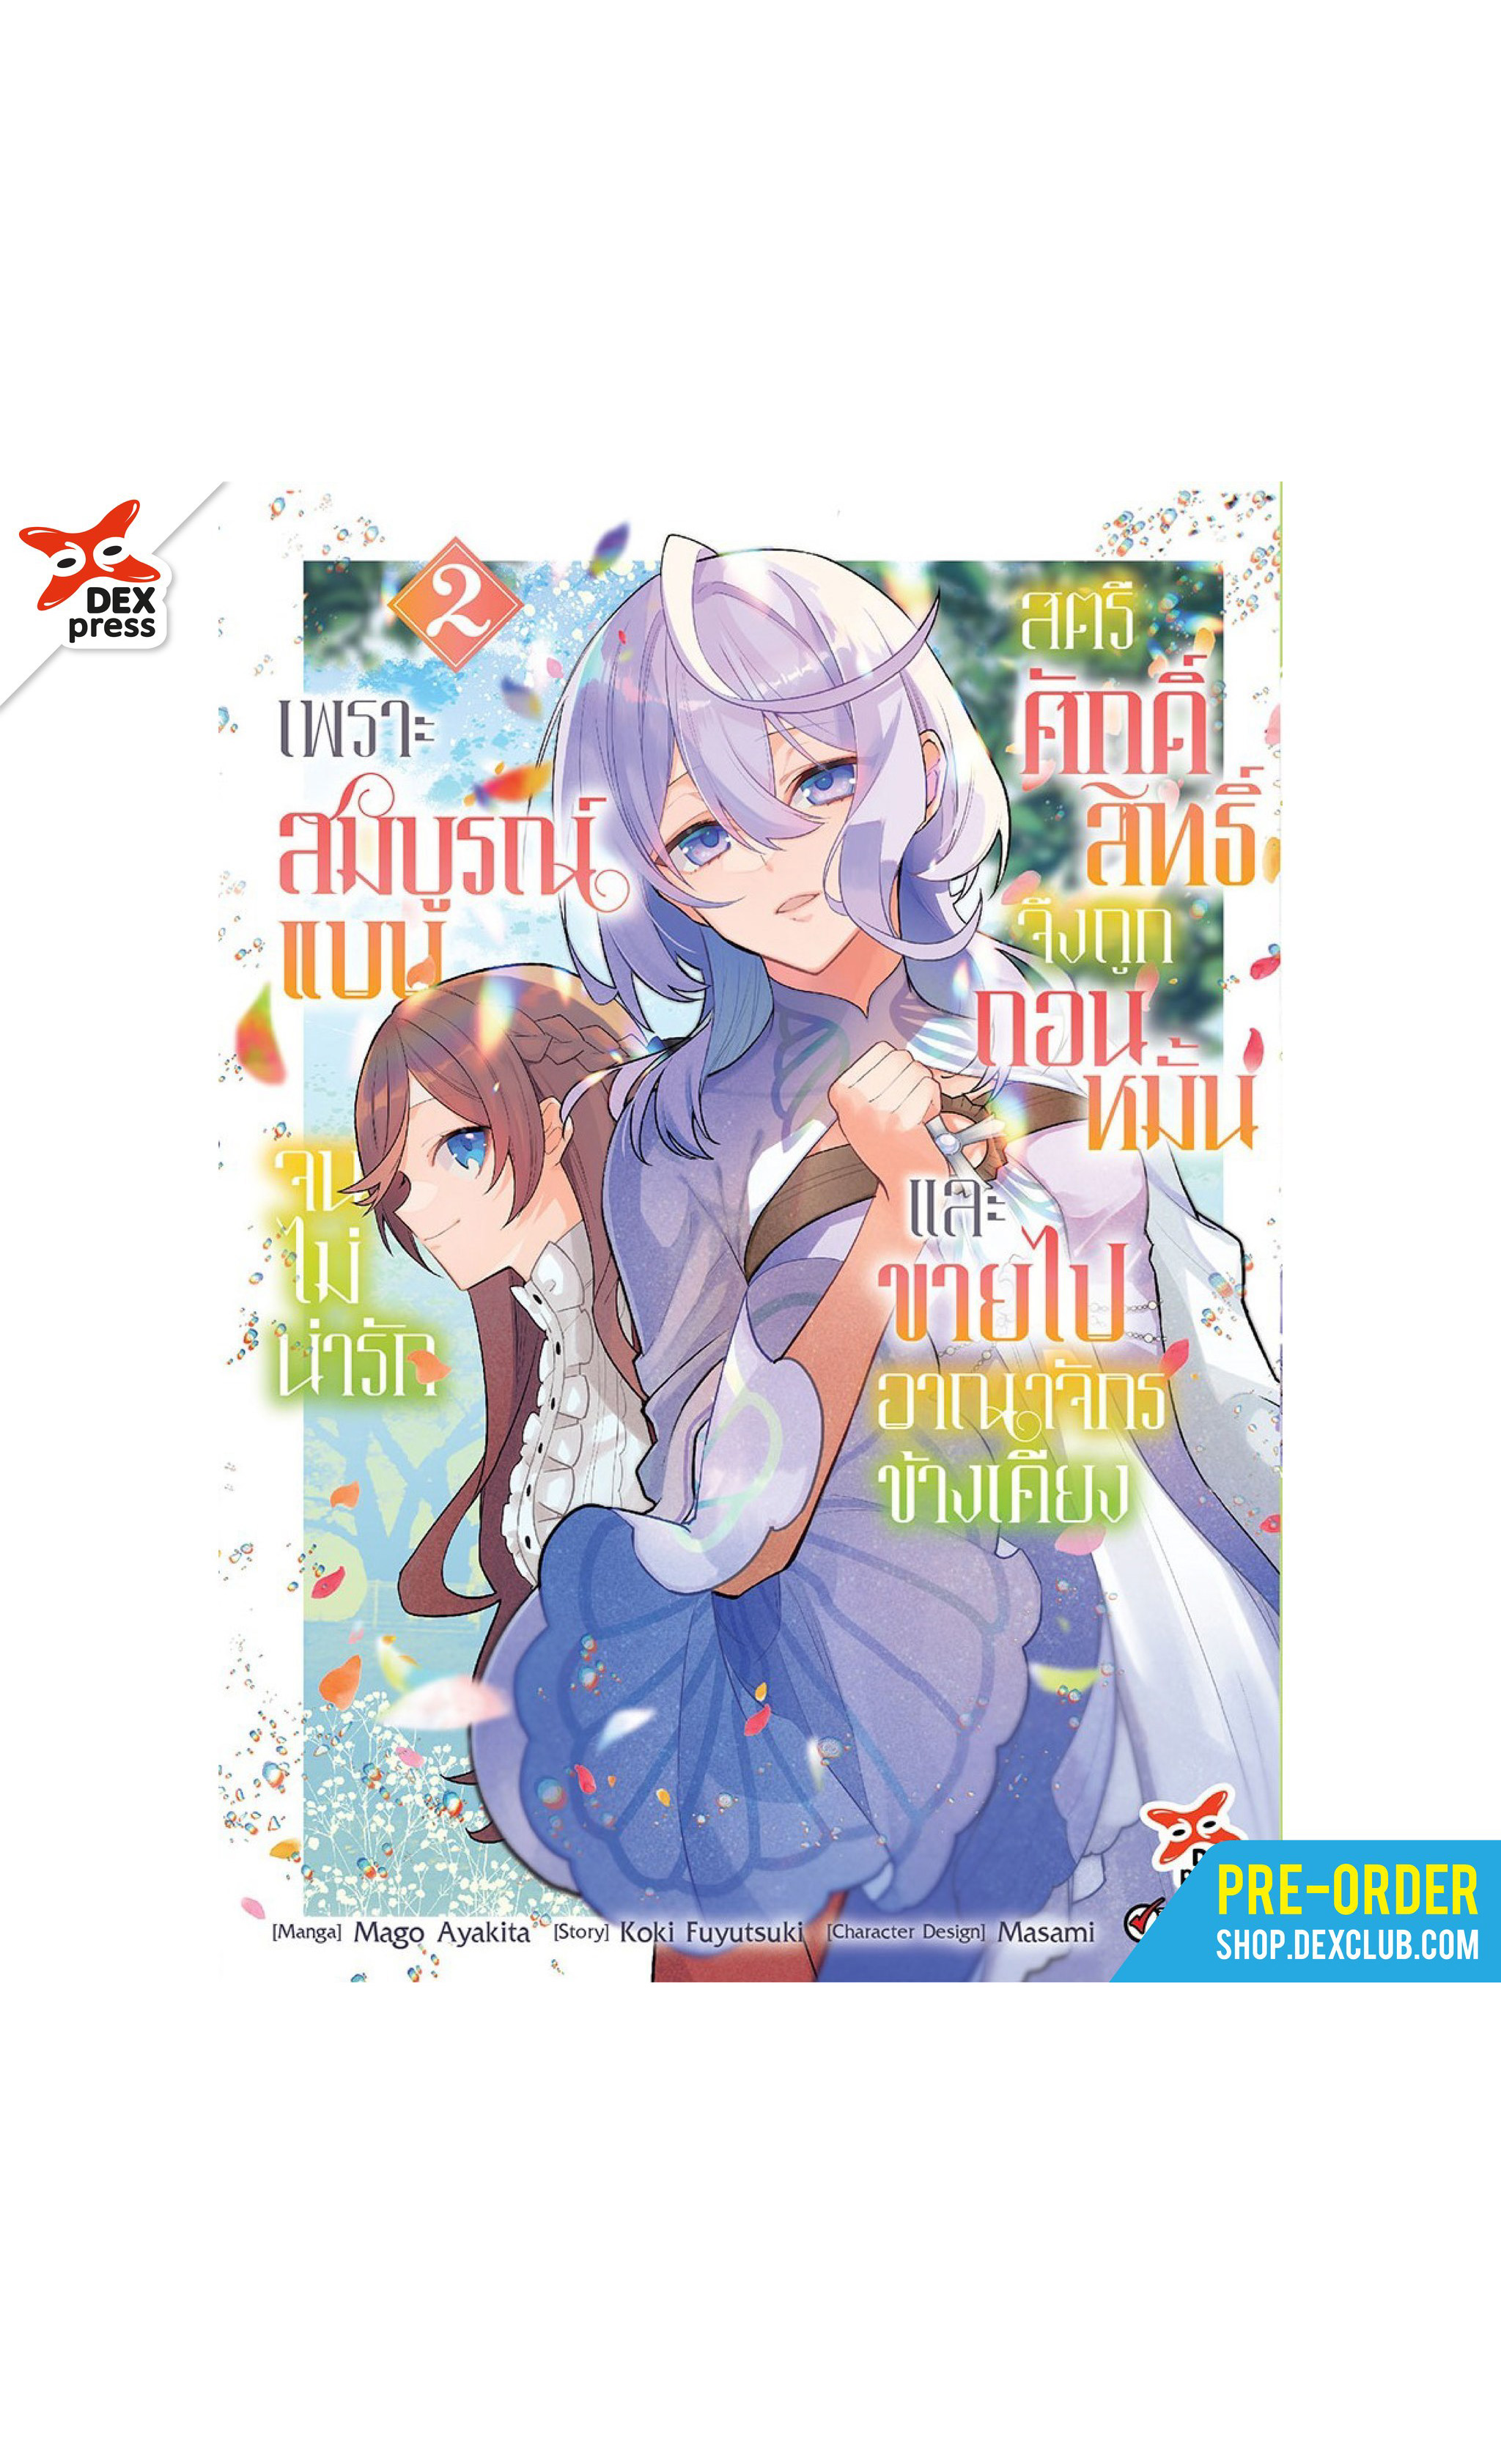 DEX
press
2
เพราะ
สมบูรณ์
แบบ
จน
ไม่
น่ารัก
สตรี
ศักดิ์
สิทธิ์
จึงถูก
ถอน
หมั้น
และ
ขายไป
อาณาจักร
ข้างเคียง
[Manga] Mago Ayakita [Story] Koki Fuyutsuki [Character Design] Masami
PRE-ORDER
SHOP.DEXCLUB.COM